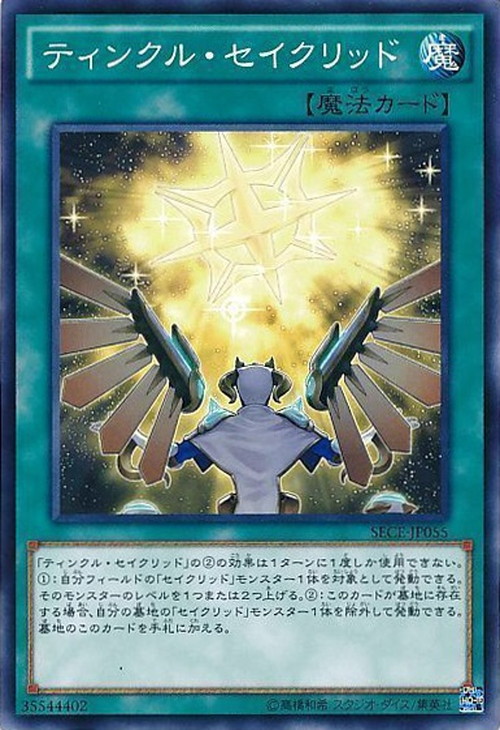 ティンクル・セイクリッド
魔
【魔法カード】
SECE-JP055
「ティンクル・セイクリッド」の②の効果は1ターンに1度しか使用できない。
①:自分フィールドの「セイクリッド」モンスター1体を対象として発動できる。
そのモンスターのレベルを1つまたは2つ上げる。②:このカードが墓地に存在
する場合、自分の墓地の「セイクリッド」モンスター1体を除外して発動できる。
墓地のこのカードを手札に加える。
35544402
©高橋和希 スタジオ・ダイス/集英社